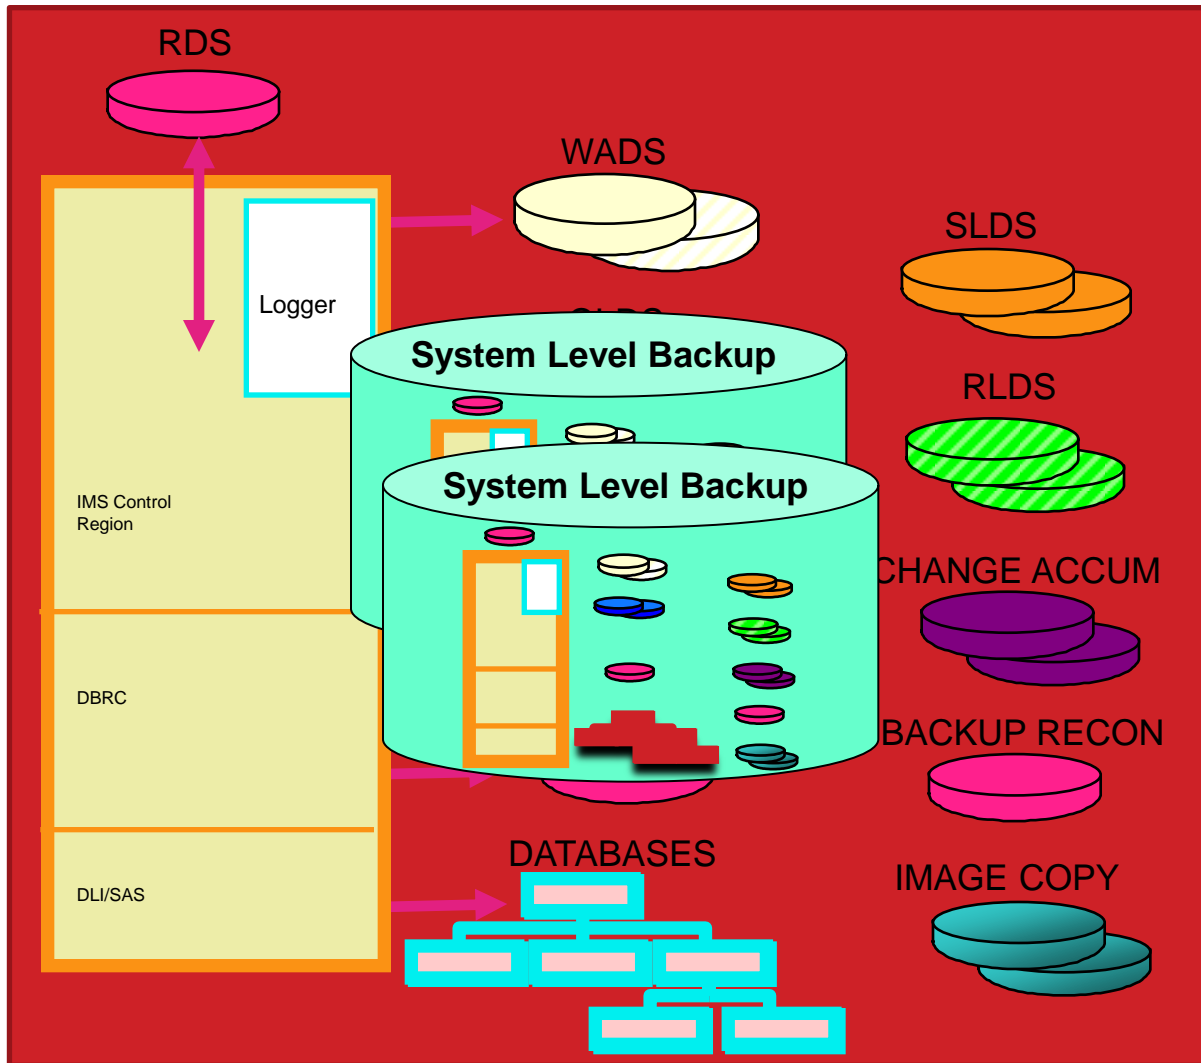 RDS
WADS
SLDS
Logger
System Level Backup
RLDS
System Level Backup
IMS Control
Region
CHANGE ACCUM
DBRC
BACKUP RECON
DATABASES
IMAGE COPY
DLI/SAS